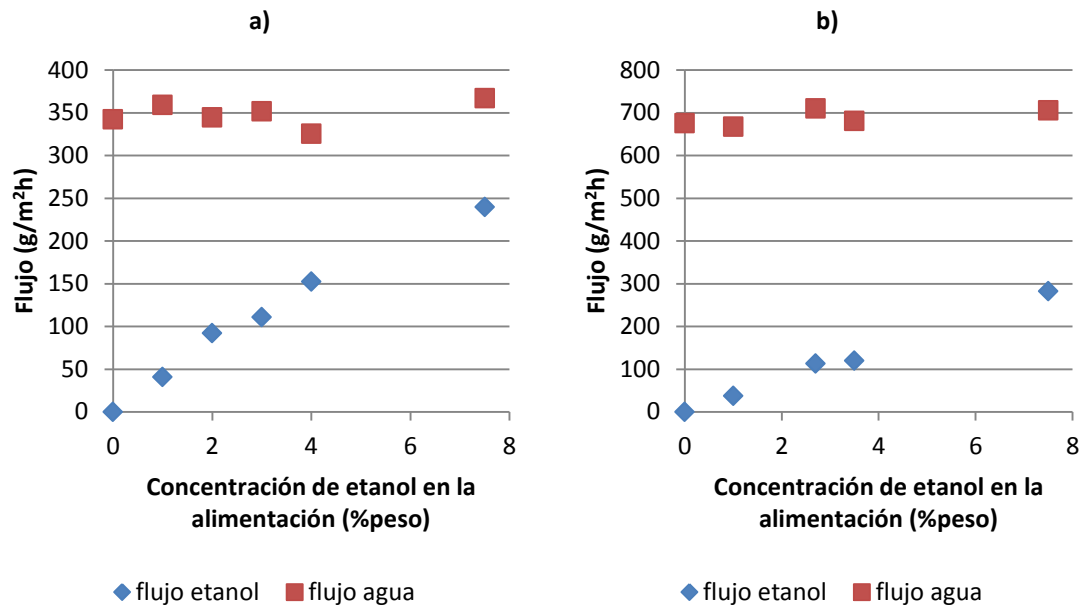 a)
400
350
300
250
200
150
100
50
0
Flujo (g/m²h)
0 2 4 6 8
Concentración de etanol en la
alimentación (%peso)
flujo etanol flujo agua
b)
800
700
600
500
400
300
200
100
0
Flujo (g/m²h)
0 2 4 6 8
Concentración de etanol en la
alimentación (%peso)
flujo etanol flujo agua